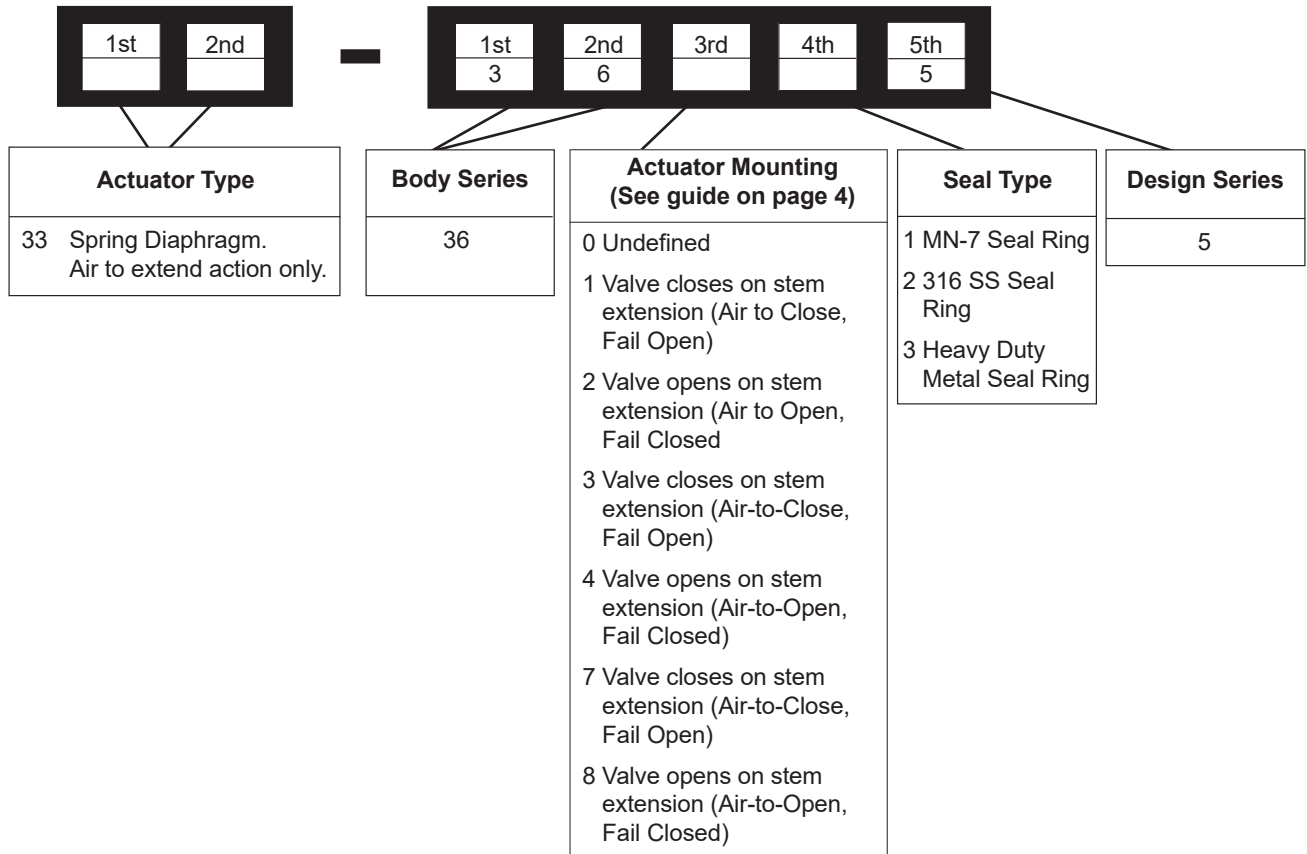 1st 2nd 1st 2nd 3rd 4th 5th
3 6 5
Actuator Type
33 Spring Diaphragm.
Air to extend action only.
Body Series
36
Actuator Mounting
(See guide on page 4)
0 Undefined
1 Valve closes on stem
extension (Air to Close,
Fail Open)
2 Valve opens on stem
extension (Air to Open,
Fail Closed
3 Valve closes on stem
extension (Air-to-Close,
Fail Open)
4 Valve opens on stem
extension (Air-to-Open,
Fail Closed)
7 Valve closes on stem
extension (Air-to-Close,
Fail Open)
8 Valve opens on stem
extension (Air-to-Open,
Fail Closed)
Seal Type
1 MN-7 Seal Ring
2 316 SS Seal
Ring
3 Heavy Duty
Metal Seal Ring
Design Series
5